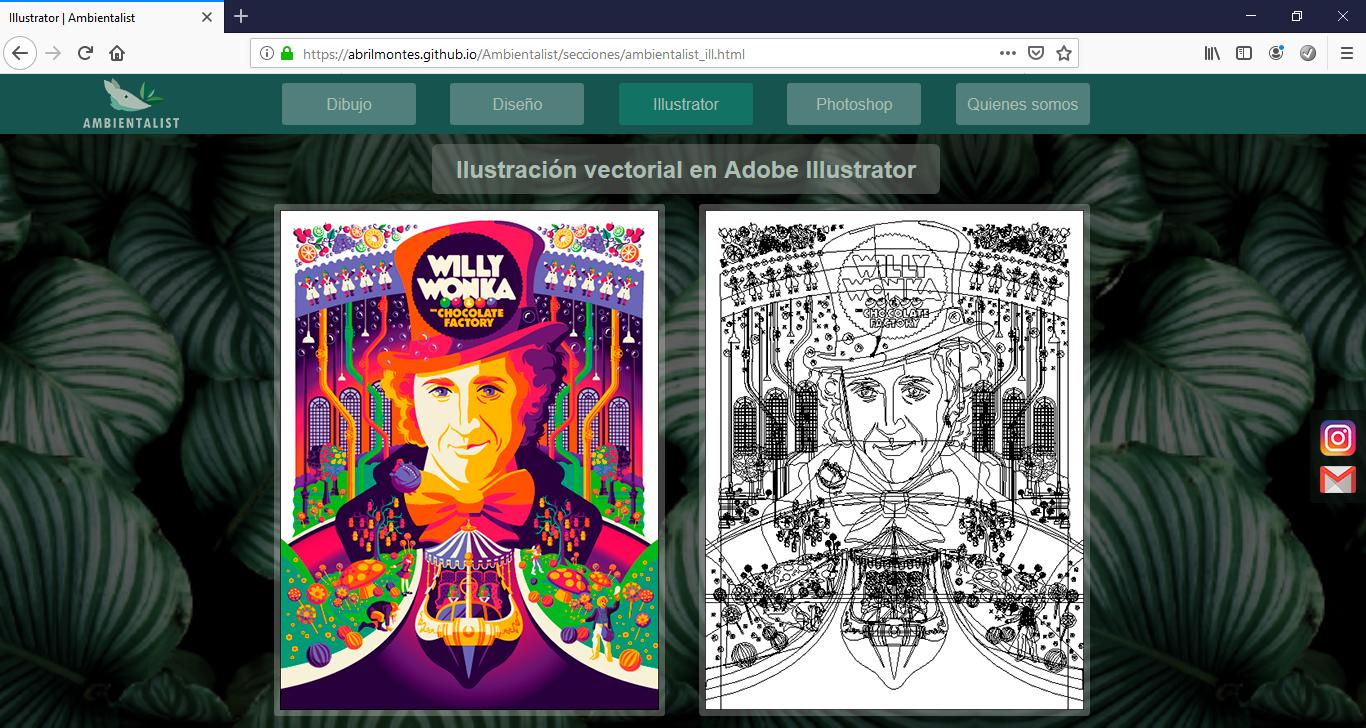 Illustrator | Ambientalist
https://abrilmontes.github.io/Ambientalist/secciones/ambientalist_ill.html
AMBIENTALIST
Dibujo
Diseño
Illustrator
Photoshop
Quienes somos
Ilustración vectorial en Adobe Illustrator
WILLY
WONKA
&
THE CHOCOLATE
FACTORY
WILLY
WONKA
THE CHOCOLATE
FACTORY